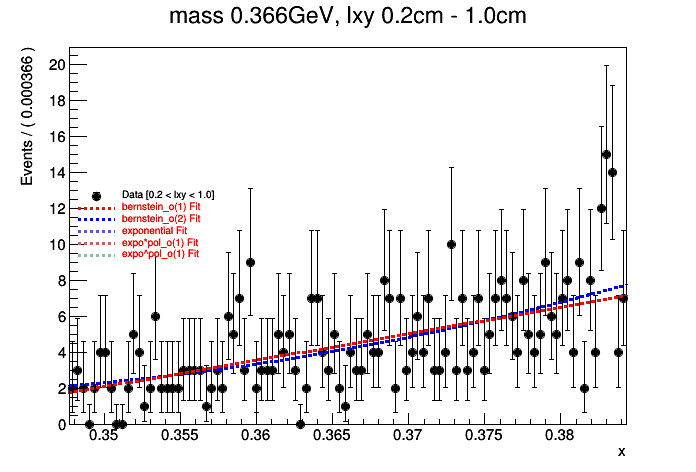 mass 0.366GeV, lxy 0.2cm - 1.0cm
Events / ( 0.000366 )
20
18
16
14
12
10
8
6
4
2
0
Data [0.2 < lxy < 1.0]
bernstein_o(1) Fit
bernstein_o(2) Fit
exponential Fit
expo*pol_o(1) Fit
expo^pol_o(1) Fit
0.35 0.355 0.36 0.365 0.37 0.375 0.38
x